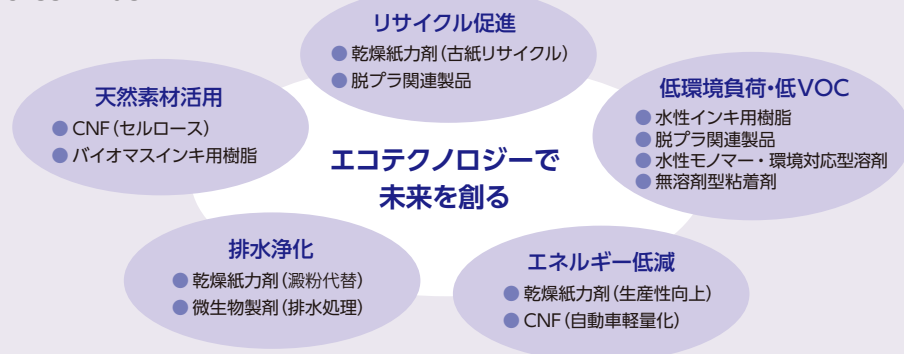 リサイクル促進
● 乾燥紙力剤(古紙リサイクル)
● 脱プラ関連製品
天然素材活用
● CNF(セルロース)
● バイオマスインキ用樹脂
低環境負荷・低VOC
● 水性インキ用樹脂
● 脱プラ関連製品
● 水性モノマー・環境対応型溶剤
● 無溶剤型粘着剤
エコテクノロジーで
未来を創る
排水浄化
● 乾燥紙力剤(澱粉代替)
● 微生物製剤(排水処理)
エネルギー低減
● 乾燥紙力剤(生産性向上)
● CNF(自動車軽量化)